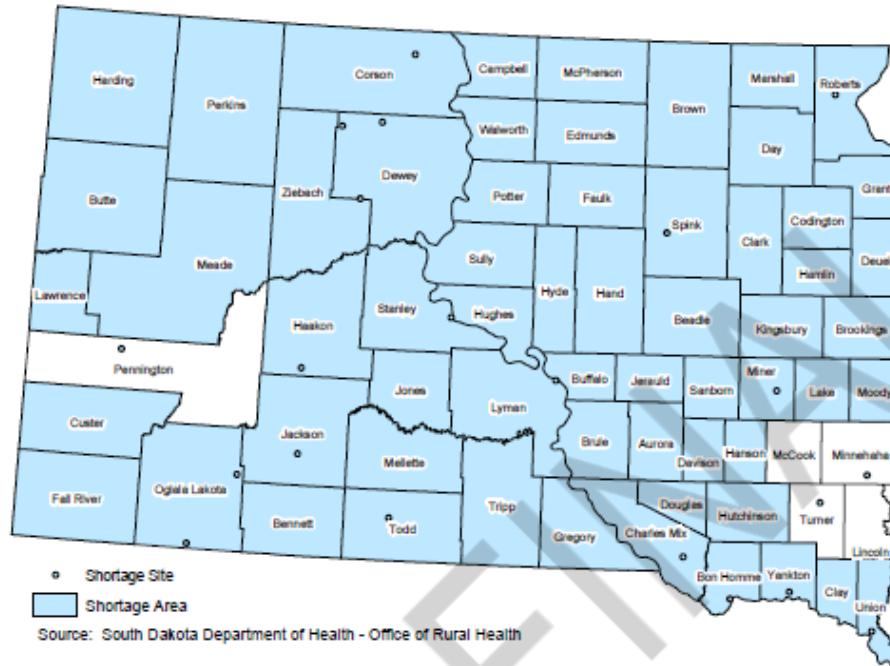 Harding
Perkins
Corson
Campbell
McPherson
Brown
Marshall
Roberts
Walworth
Edmunds
Day
Butte
Ziebach
Dewey
Potter
Faulk
Spink
Grant
Codington
Clark
Meade
Sully
Hyde
Hand
Hamlin
Deuel
Lawrence
Stanley
Hughes
Haakon
Beadle
Kingsbury
Brookings
Pennington
Jones
Lyman
Buffalo
Jerauld
Sanborn
Miner
Lake
Moody
Custer
Jackson
Mellette
Brule
Aurora
Davison
Hanson
McCook
Minnehaha
Fall River
Oglala Lakota
Bennett
Todd
Tripp
Gregory
Charles Mix
Douglas
Hutchinson
Turner
Lincoln
Bon Homme
Yankton
Clay
Union
Shortage Site
Shortage Area
Source: South Dakota Department of Health - Office of Rural Health
FINAL